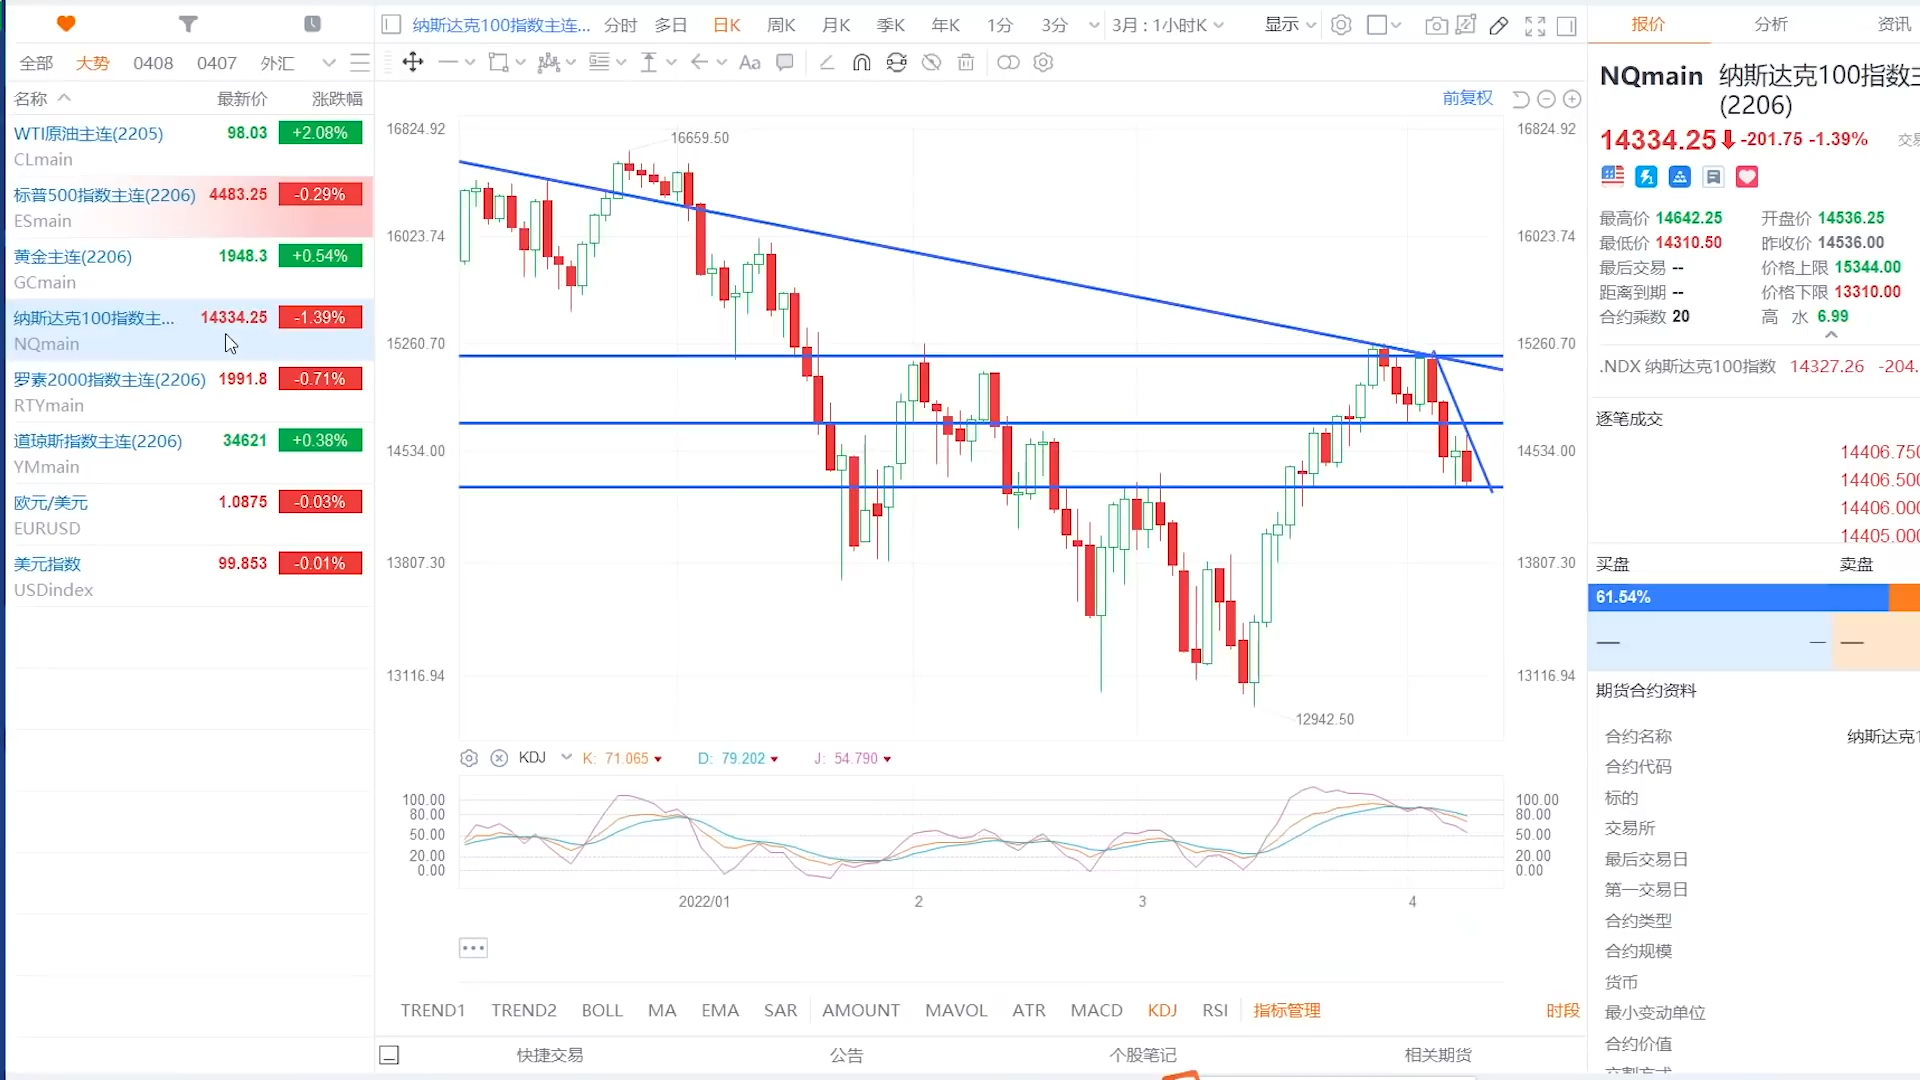 纳斯达克100指数主连... 分时 多日 日K 周K 月K 季K 年K 1分 3分 3月 : 1小时K 显示 报价 分析 资讯
全部 大势 0408 0407 外汇 Aa
名称 最新价 涨跌幅
WTI原油主连(2205) 98.03 +2.08%
CLmain
标普500指数主连(2206) 4483.25 -0.29%
ESmain
黄金主连(2206) 1948.3 +0.54%
GCmain
纳斯达克100指数主... 14334.25 -1.39%
NQmain
罗素2000指数主连(2206) 1991.8 -0.71%
RTYmain
道琼斯指数主连(2206) 34621 +0.38%
YMmain
欧元/美元 1.0875 -0.03%
EURUSD
美元指数 99.853 -0.01%
USDindex
前复权
16824.92 16824.92
16659.50
16023.74 16023.74
15260.70 15260.70
14534.00 14534.00
13807.30 13807.30
13116.94 13116.94
12942.50
KDJ K: 71.065 D: 79.202 J: 54.790
100.00 100.00
80.00 80.00
50.00 50.00
20.00 20.00
0.00 0.00
2022/01 2 3 4
TREND1 TREND2 BOLL MA EMA SAR AMOUNT MAVOL ATR MACD KDJ RSI 指标管理 时段
快捷交易 公告 个股笔记 相关期货
NQmain 纳斯达克100指数主
(2206)
14334.25 -201.75 -1.39% 交易
最高价 14642.25 开盘价 14536.25
最低价 14310.50 昨收价 14536.00
最后交易 -- 价格上限 15344.00
距离到期 -- 价格下限 13310.00
合约乘数 20 高 水 6.99
.NDX 纳斯达克100指数 14327.26 -204.
逐笔成交
14406.750
14406.500
14406.000
14405.000
买盘 卖盘
61.54%
— — —
期货合约资料
合约名称 纳斯达克1
合约代码
标的
交易所
最后交易日
第一交易日
合约类型
合约规模
货币
最小变动单位
合约价值